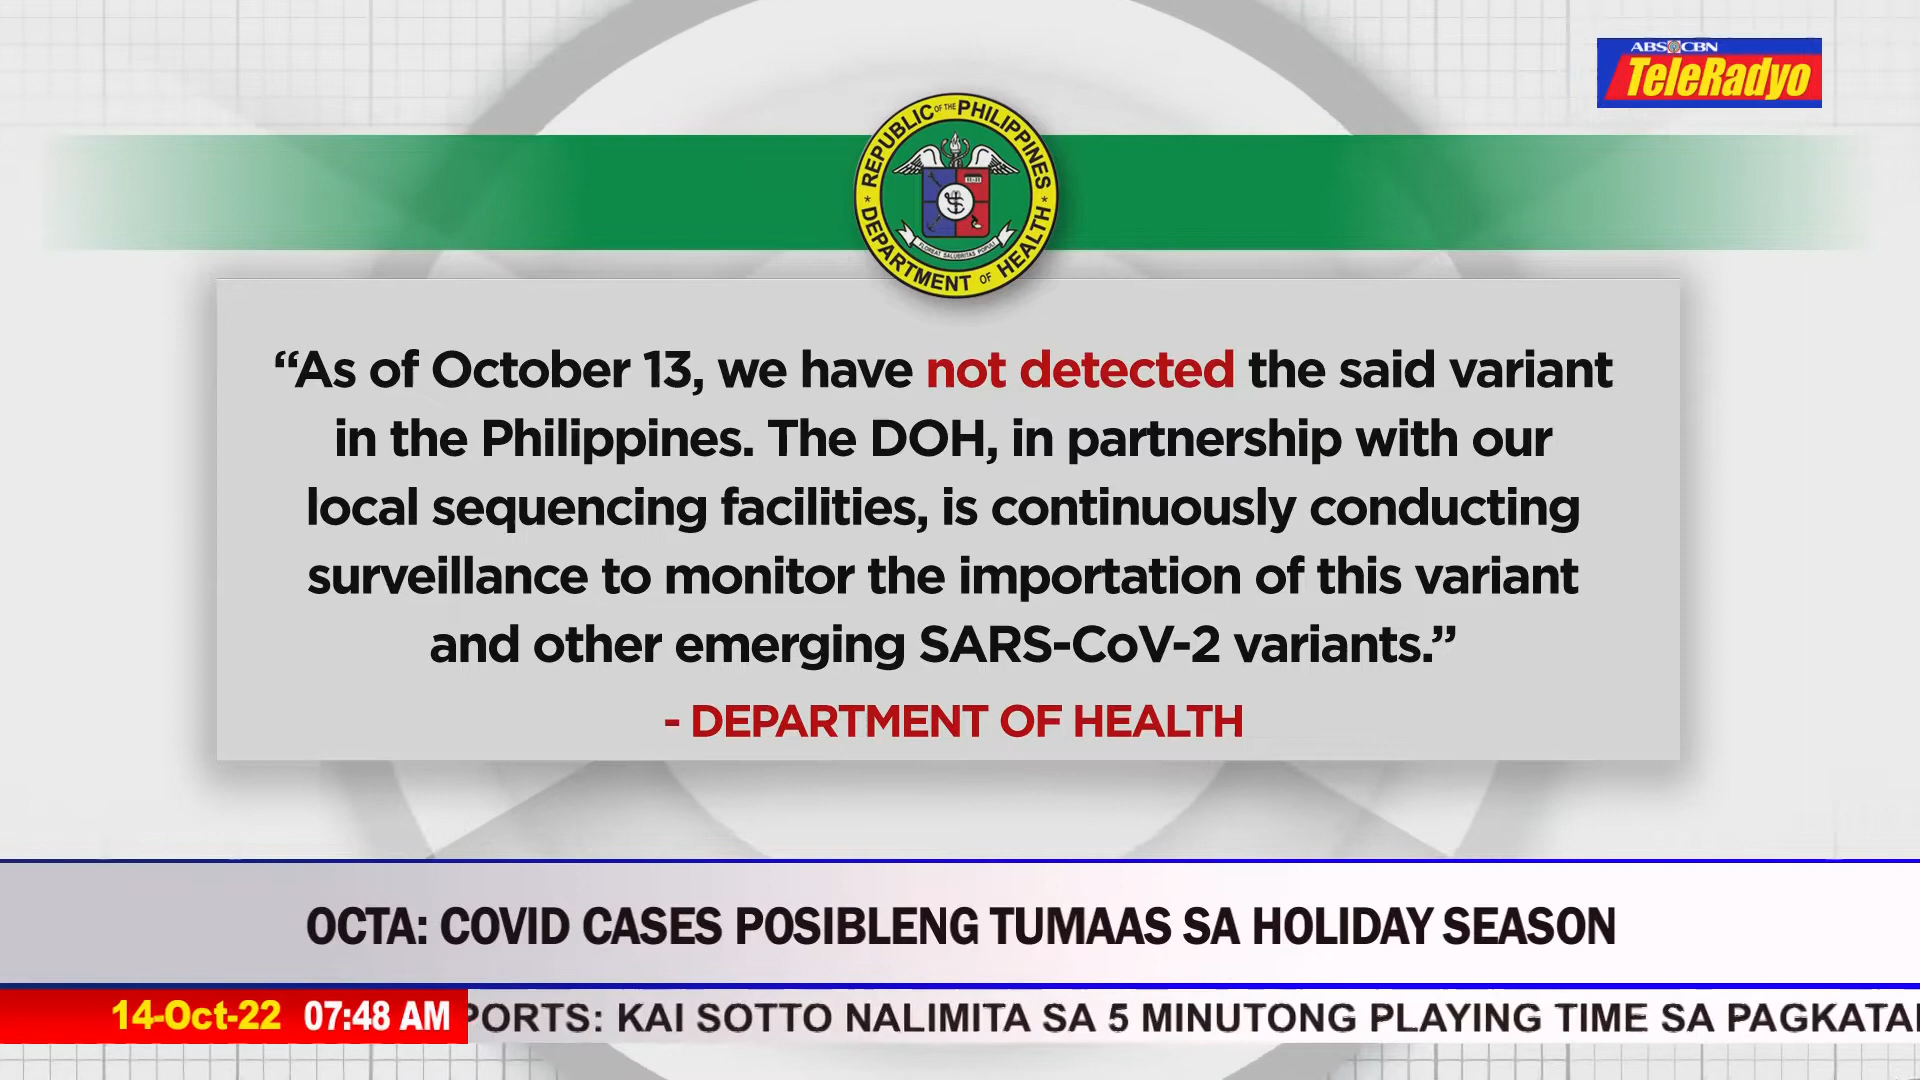 ABS CBN
TeleRadyo
REPUBLIC OF THE PHILIPPINES
DEPARTMENT OF HEALTH
“As of October 13, we have not detected the said variant
in the Philippines. The DOH, in partnership with our
local sequencing facilities, is continuously conducting
surveillance to monitor the importation of this variant
and other emerging SARS-CoV-2 variants.”
- DEPARTMENT OF HEALTH
OCTA: COVID CASES POSIBLENG TUMAAS SA HOLIDAY SEASON
14-Oct-22 07:48 AM PORTS: KAI SOTTO NALIMITA SA 5 MINUTONG PLAYING TIME SA PAGKATA